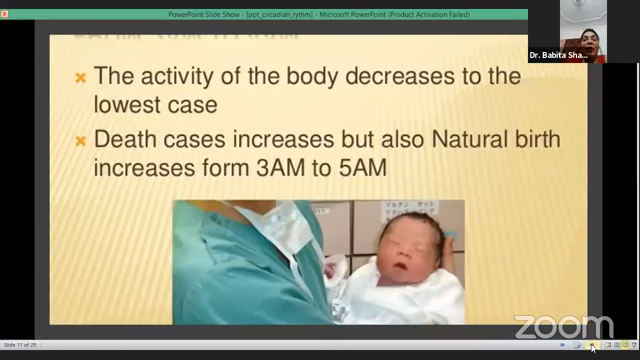 PowerPoint Slide Show - [ppt_circadian_rythm] - Microsoft PowerPoint (Product Activation Failed)
Dr. Babita Sha...
The activity of the body decreases to the
lowest case
Death cases increases but also Natural birth
increases form 3AM to 5AM
zoom
Slide 11 of 29